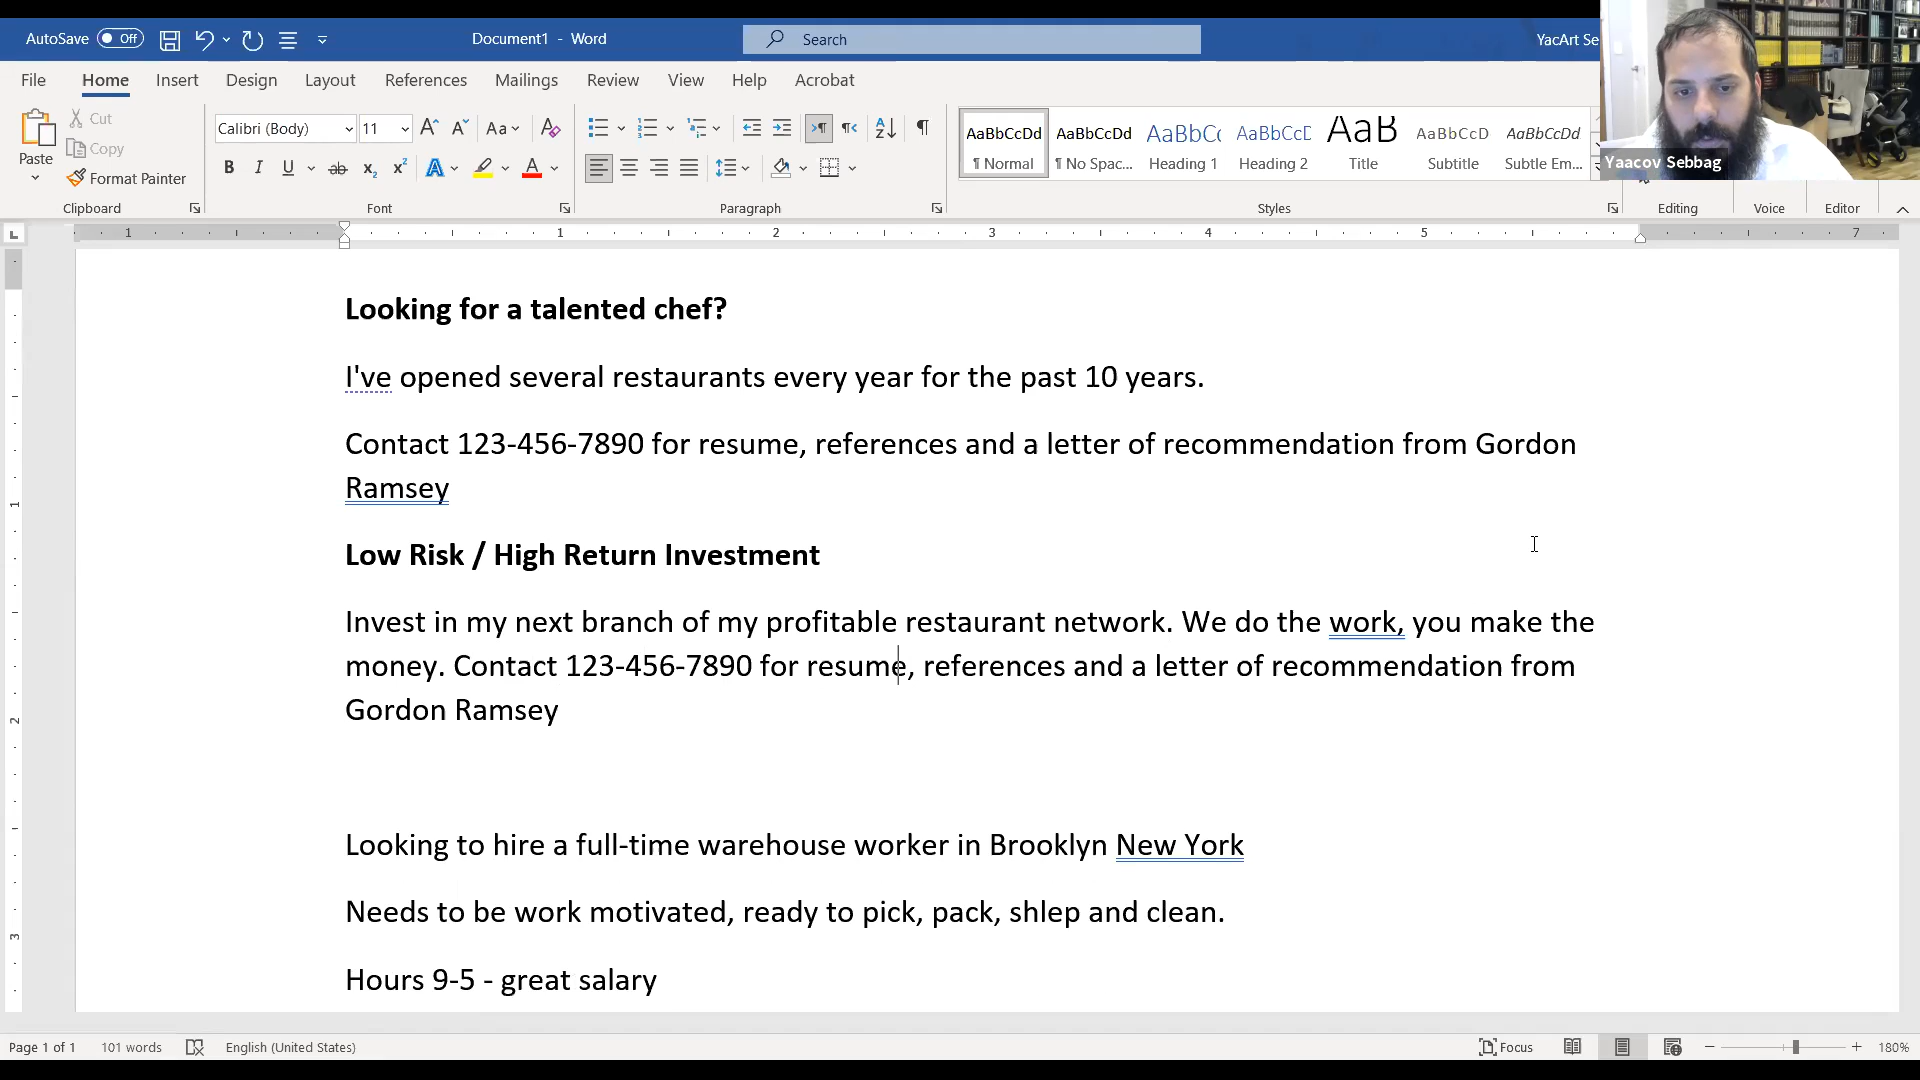 AutoSave Off Document1 - Word Search YacArt Se
File Home Insert Design Layout References Mailings Review View Help Acrobat
Yaacov Sebbag
Paste Cut Copy Format Painter
Calibri (Body) 11
AaBbCcDd AaBbCcDd AaBbCc AaBbCcD AaB AaBbCcD AaBbCcDd
¶ Normal ¶ No Spac... Heading 1 Heading 2 Title Subtitle Subtle Em...
Clipboard Font Paragraph Styles Editing Voice Editor
1 1 2 3 4 5 7
Looking for a talented chef?
I've opened several restaurants every year for the past 10 years.
Contact 123-456-7890 for resume, references and a letter of recommendation from Gordon
Ramsey
Low Risk / High Return Investment
Invest in my next branch of my profitable restaurant network. We do the work, you make the
money. Contact 123-456-7890 for resume, references and a letter of recommendation from
Gordon Ramsey
Looking to hire a full-time warehouse worker in Brooklyn New York
Needs to be work motivated, ready to pick, pack, shlep and clean.
Hours 9-5 - great salary
Page 1 of 1 101 words English (United States) Focus 180%